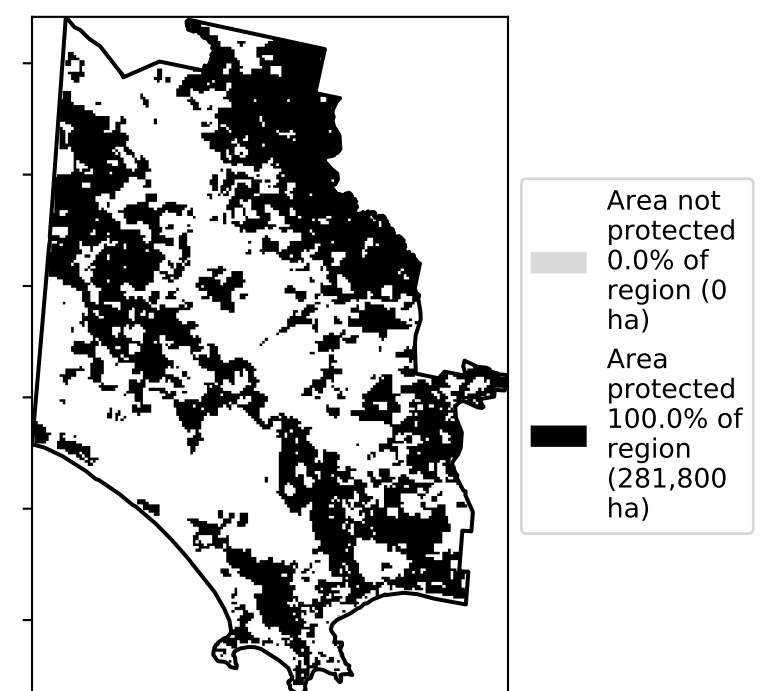 Area not
protected
0.0% of
region (0
ha)
Area
protected
100.0% of
region
(281,800
ha)